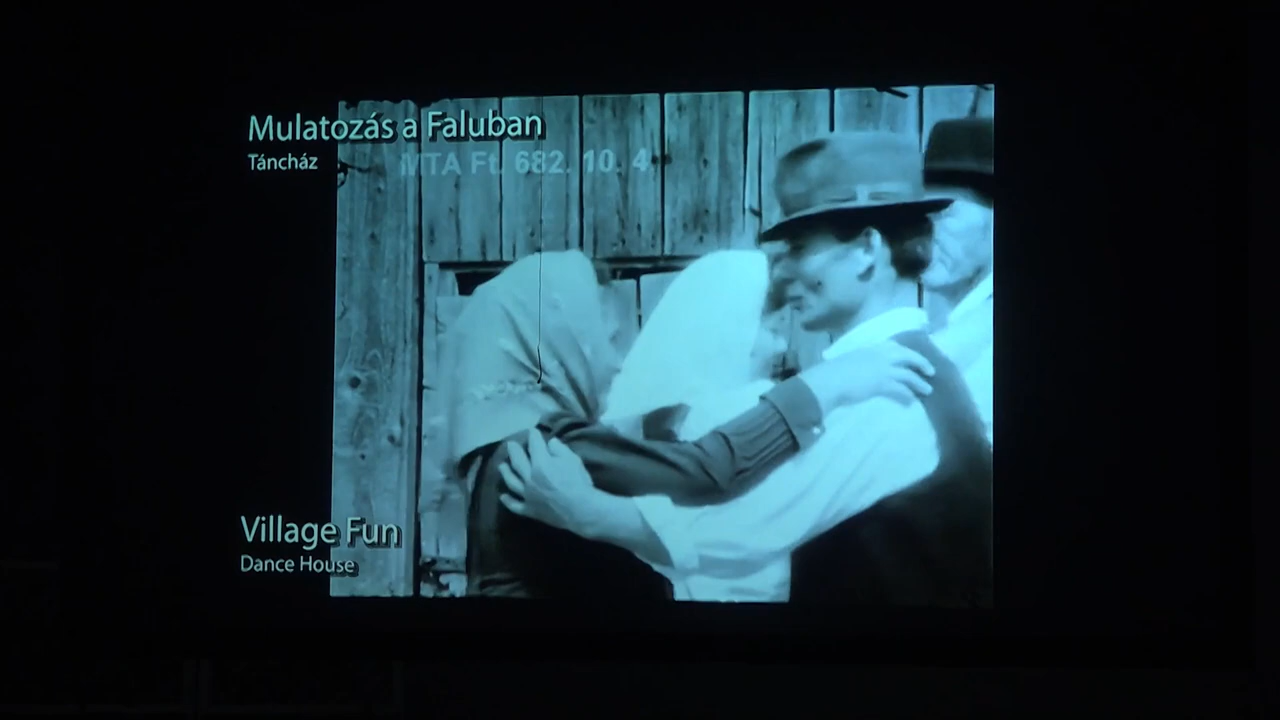 Mulatozás a Faluban
Táncház
MTA Ft. 682. 10. 4.
Village Fun
Dance House